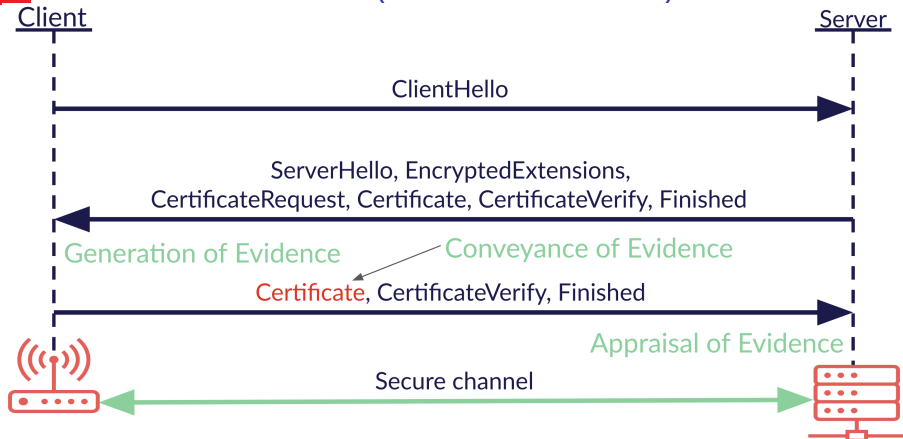 Client
Server
ClientHello
ServerHello, EncryptedExtensions,
CertificateRequest, Certificate, CertificateVerify, Finished
Generation of Evidence
Conveyance of Evidence
Certificate, CertificateVerify, Finished
Appraisal of Evidence
Secure channel